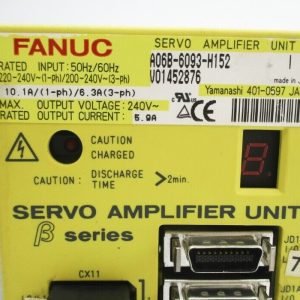 FANUC SERVO AMPLIFIER UNIT
RATED INPUT: 50Hz/60Hz A06B-6093-H152
220-240V~(1-ph)/200-240V~(3-ph) V01452876
10.1A/(1-ph)/6.3A(3-ph) Yamanashi 401-0597 JA
MAX. OUTPUT VOLTAGE: 240V~
RATED OUTPUT CURRENT: 5.9A
CAUTION
CHARGED
CAUTION: DISCHARGE TIME >2min.
SERVO AMPLIFIER UNIT
β series
CX11
JD1
7